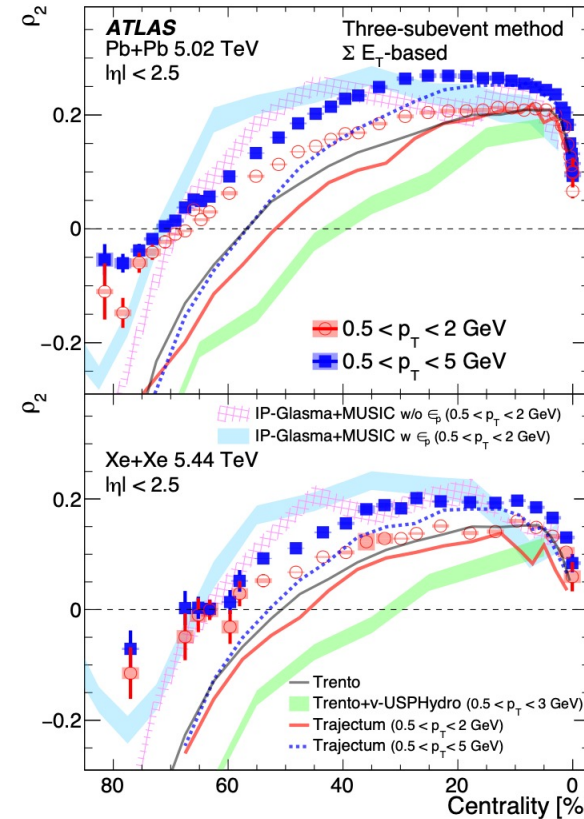 ρ₂
ATLAS
Pb+Pb 5.02 TeV
|η| < 2.5
Three-subevent method
Σ E_T-based
0.2
0
−0.2
0.5 < p_T < 2 GeV
0.5 < p_T < 5 GeV
ρ₂
IP-Glasma+MUSIC w/o ϵ_p (0.5 < p_T < 2 GeV)
IP-Glasma+MUSIC w ϵ_p (0.5 < p_T < 2 GeV)
Xe+Xe 5.44 TeV
|η| < 2.5
0.2
0
−0.2
Trento
Trento+v-USPHydro (0.5 < p_T < 3 GeV)
Trajectum (0.5 < p_T < 2 GeV)
Trajectum (0.5 < p_T < 5 GeV)
80 60 40 20 0
Centrality [%